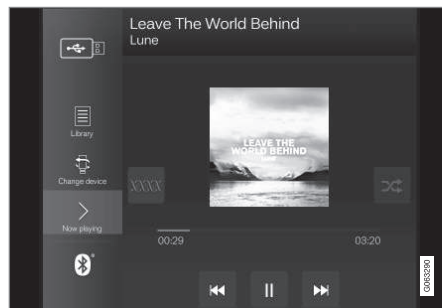 Leave The World Behind
Lune
Library
LEAVE THE
WORLD BEHIND
LUNE
Change device
XXXX
Now playing
00:29
03:20
G063290